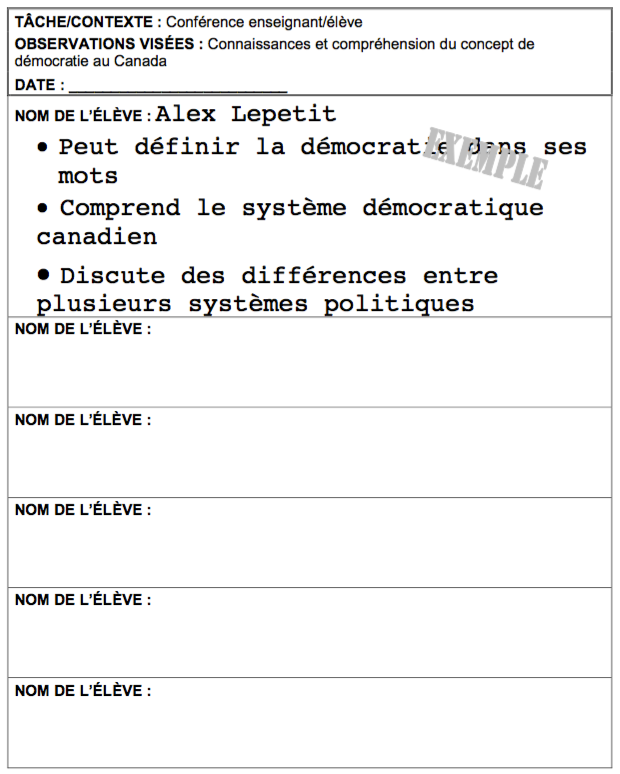 TÂCHE/CONTEXTE : Conférence enseignant/élève
OBSERVATIONS VISÉES : Connaissances et compréhension du concept de
démocratie au Canada
DATE : ___________________________
NOM DE L'ÉLÈVE : Alex Lepetit
• Peut définir la démocratie dans ses
mots
EXEMPLE
• Comprend le système démocratique
canadien
• Discute des différences entre
plusieurs systèmes politiques
NOM DE L'ÉLÈVE :
NOM DE L'ÉLÈVE :
NOM DE L'ÉLÈVE :
NOM DE L'ÉLÈVE :
NOM DE L'ÉLÈVE :